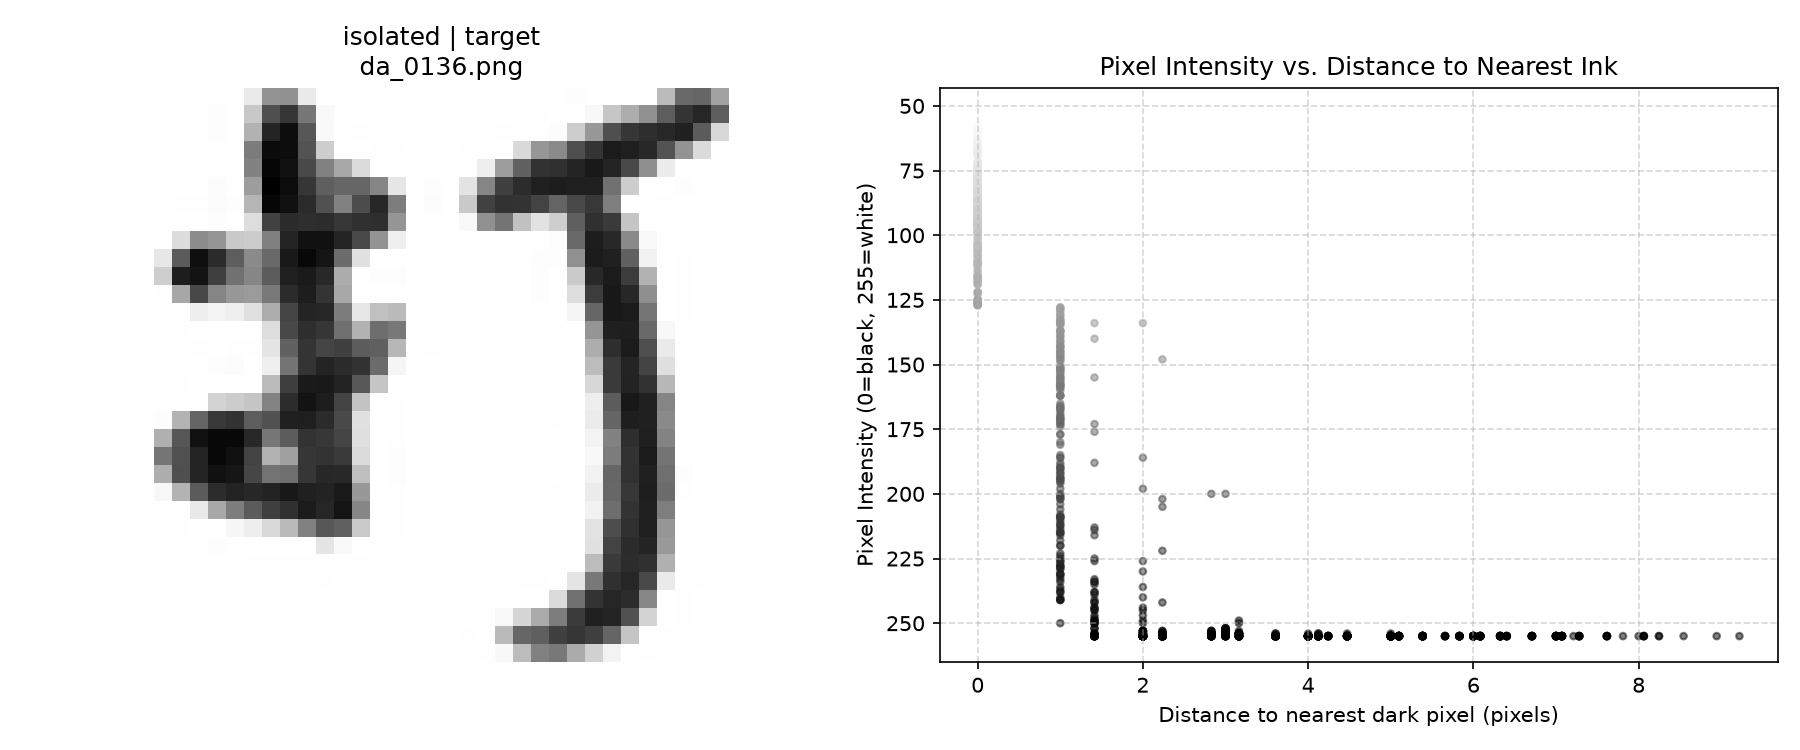 isolated | target
da_0136.png
Pixel Intensity vs. Distance to Nearest Ink
Pixel Intensity (0=black, 255=white)
50
75
100
125
150
175
200
225
250
0 2 4 6 8
Distance to nearest dark pixel (pixels)